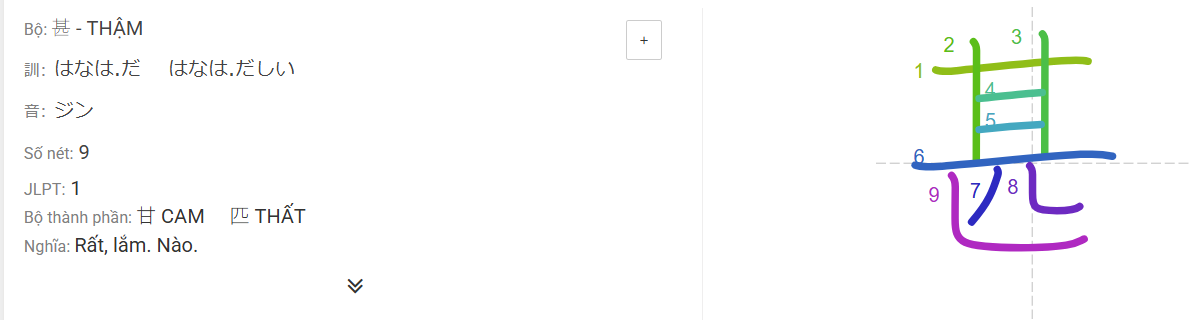 Bộ: 甚 - THẬM
+
訓: はなは.だ はなは.だしい
音: ジン
Số nét: 9
JLPT: 1
Bộ thành phần: 甘 CAM 匹 THẤT
Nghĩa: Rất, lắm. Nào.
1
2
3
4
5
6
7
8
9